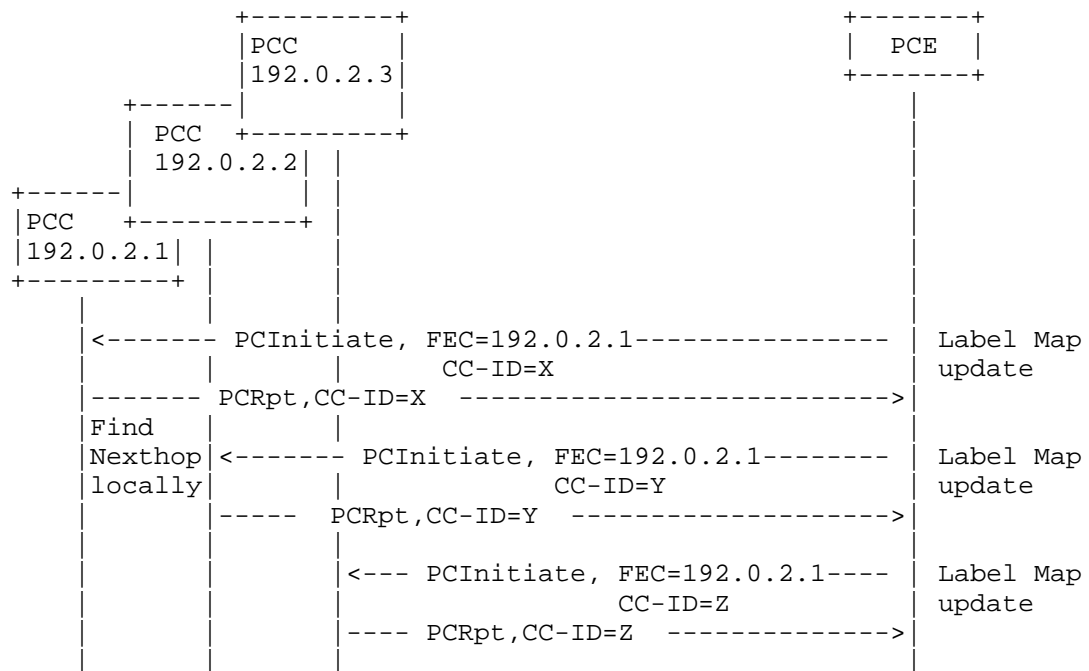 PCC
192.0.2.3
PCE
PCC
192.0.2.2
PCC
192.0.2.1
<------- PCInitiate, FEC=192.0.2.1---------------- Label Map
CC-ID=X update
------- PCRpt,CC-ID=X ---------------------------->
Find
Nexthop <------- PCInitiate, FEC=192.0.2.1-------- Label Map
locally CC-ID=Y update
----- PCRpt,CC-ID=Y --------------------->
<--- PCInitiate, FEC=192.0.2.1---- Label Map
CC-ID=Z update
---- PCRpt,CC-ID=Z -------------->